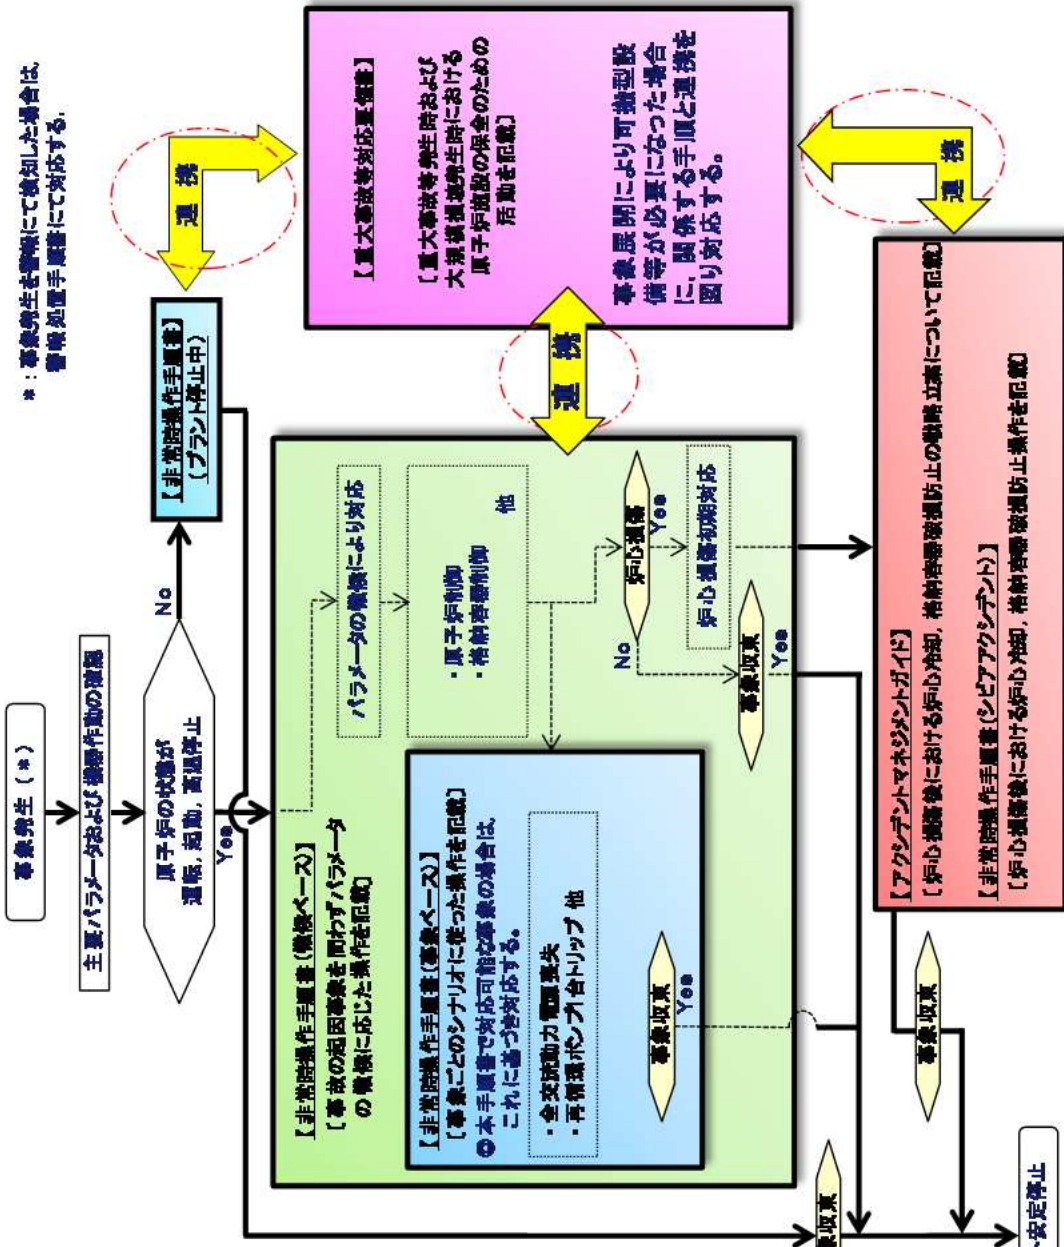 *：事象発生を警報にて検知した場合は，
警報処置手順書にて対応する。
事象発生（*）
主要パラメータおよび機器作動の確認
原子炉の状態が
運転，起動，高温停止
No
Yes
【非常時操作手順書】
（プラント停止中）
連携
【非常時操作手順書（徴候ベース）】
［事故の起因事象を問わずパラメータ
の徴候に応じた操作を記載］
パラメータの徴候により対応
・原子炉制御
・格納容器制御
他
【非常時操作手順書（事象ベース）】
［事象ごとのシナリオに従った操作を記載］
◎本手順書で対応可能な事象の場合は，
これに基づき対応する。
・全交流動力電源喪失
・再循環ポンプ1台トリップ 他
事象収束
Yes
炉心損傷
No
Yes
炉心損傷初期対応
事象収束
Yes
連携
【重大事故等対応要領書】
［重大事故等発生時および
大規模損壊発生時における
原子炉施設の保全のための
活動を記載］
事象展開により可搬型設
備等が必要になった場合
に，関係する手順と連携を
図り対応する。
連携
【アクシデントマネジメントガイド】
［炉心損傷後における炉心冷却，格納容器破損防止の戦略立案について記載］
【非常時操作手順書（シビアアクシデント）】
［炉心損傷後における炉心冷却，格納容器破損防止操作を記載］
事象収束
象収束
安定停止